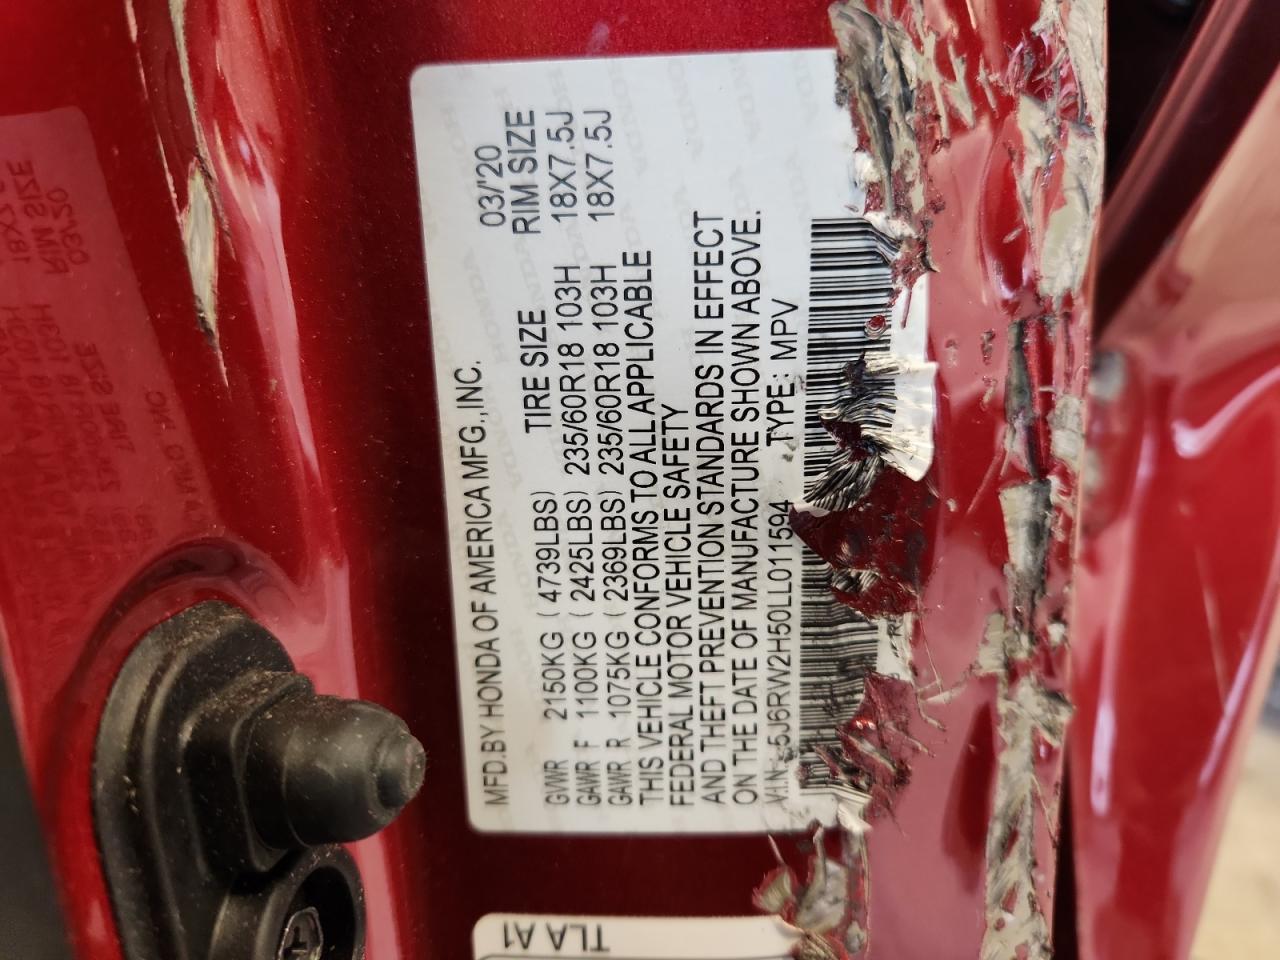 MFD.BY HONDA OF AMERICA MFG.,INC. 03/'20
TIRE SIZE RIM SIZE
GVWR 2150KG ( 4739LBS)
GAWR F 1100KG ( 2425LBS) 235/60R18 103H 18X7.5J
GAWR R 1075KG ( 2369LBS) 235/60R18 103H 18X7.5J
THIS VEHICLE CONFORMS TO ALL APPLICABLE
FEDERAL MOTOR VEHICLE SAFETY
AND THEFT PREVENTION STANDARDS IN EFFECT
ON THE DATE OF MANUFACTURE SHOWN ABOVE.
V.I.N.: 5J6RW2H50LL011594 TYPE : MPV
TLA A1